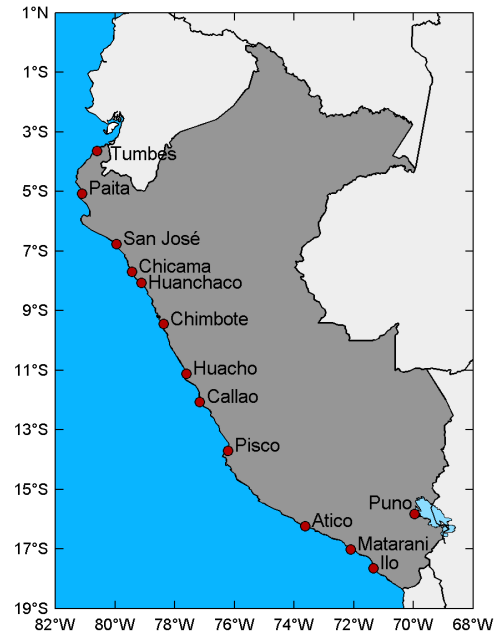 1°N
1°S
3°S
Tumbes
5°S
Paita
7°S
San José
Chicama
Huanchaco
9°S
Chimbote
11°S
Huacho
Callao
13°S
Pisco
15°S
Puno
Atico
17°S
Matarani
Ilo
19°S
82°W 80°W 78°W 76°W 74°W 72°W 70°W 68°W